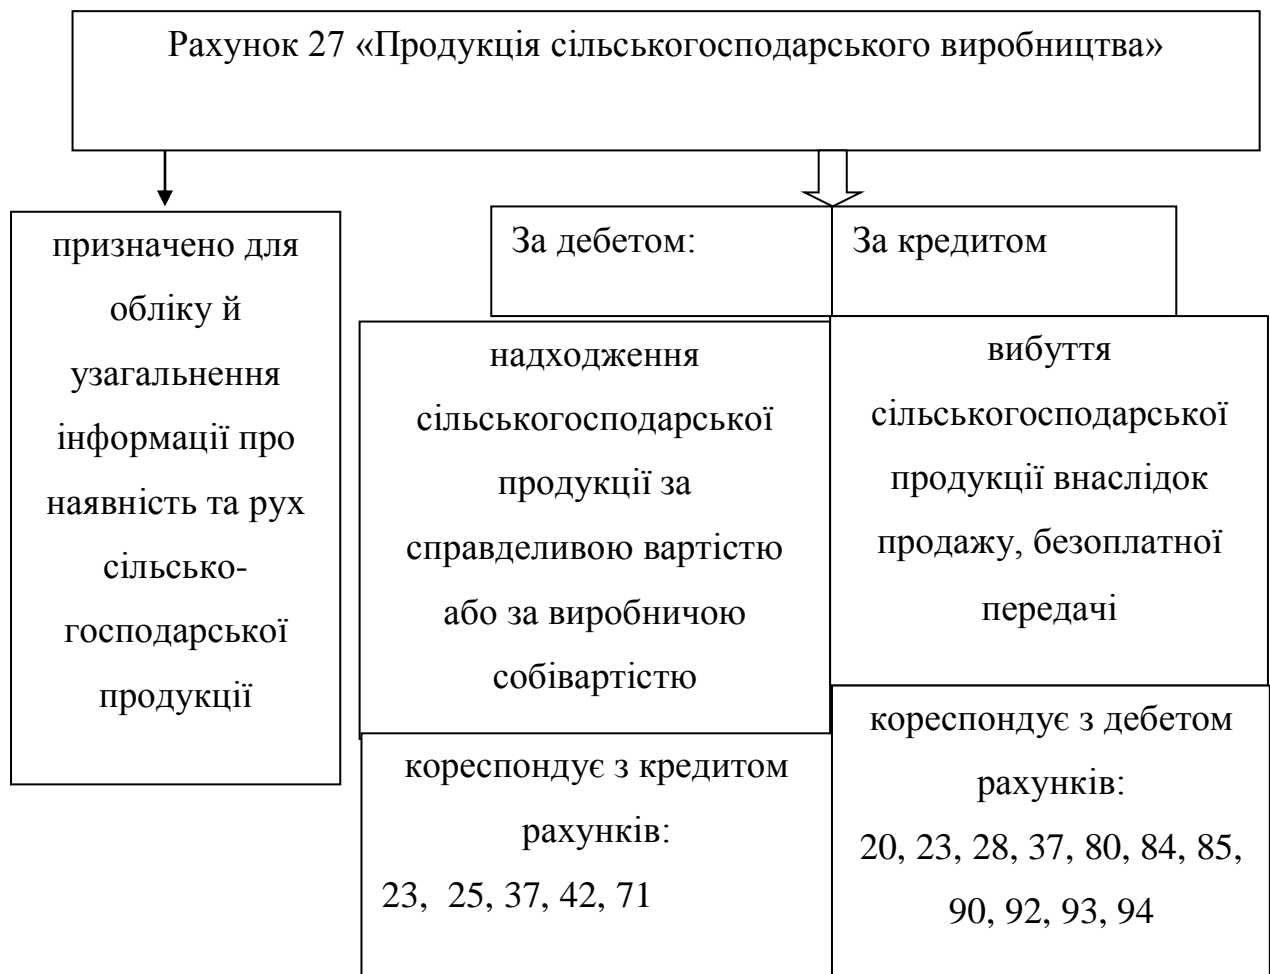 Рахунок 27 «Продукція сільськогосподарського виробництва»
призначено для
обліку й
узагальнення
інформації про
наявність та рух
сільсько-
господарської
продукції
За дебетом:
За кредитом
надходження
сільськогосподарської
продукції за
справделивою вартістю
або за виробничою
собівартістю
вибуття
сільськогосподарської
продукції внаслідок
продажу, безоплатної
передачі
кореспондує з кредитом
рахунків:
23, 25, 37, 42, 71
кореспондує з дебетом
рахунків:
20, 23, 28, 37, 80, 84, 85,
90, 92, 93, 94